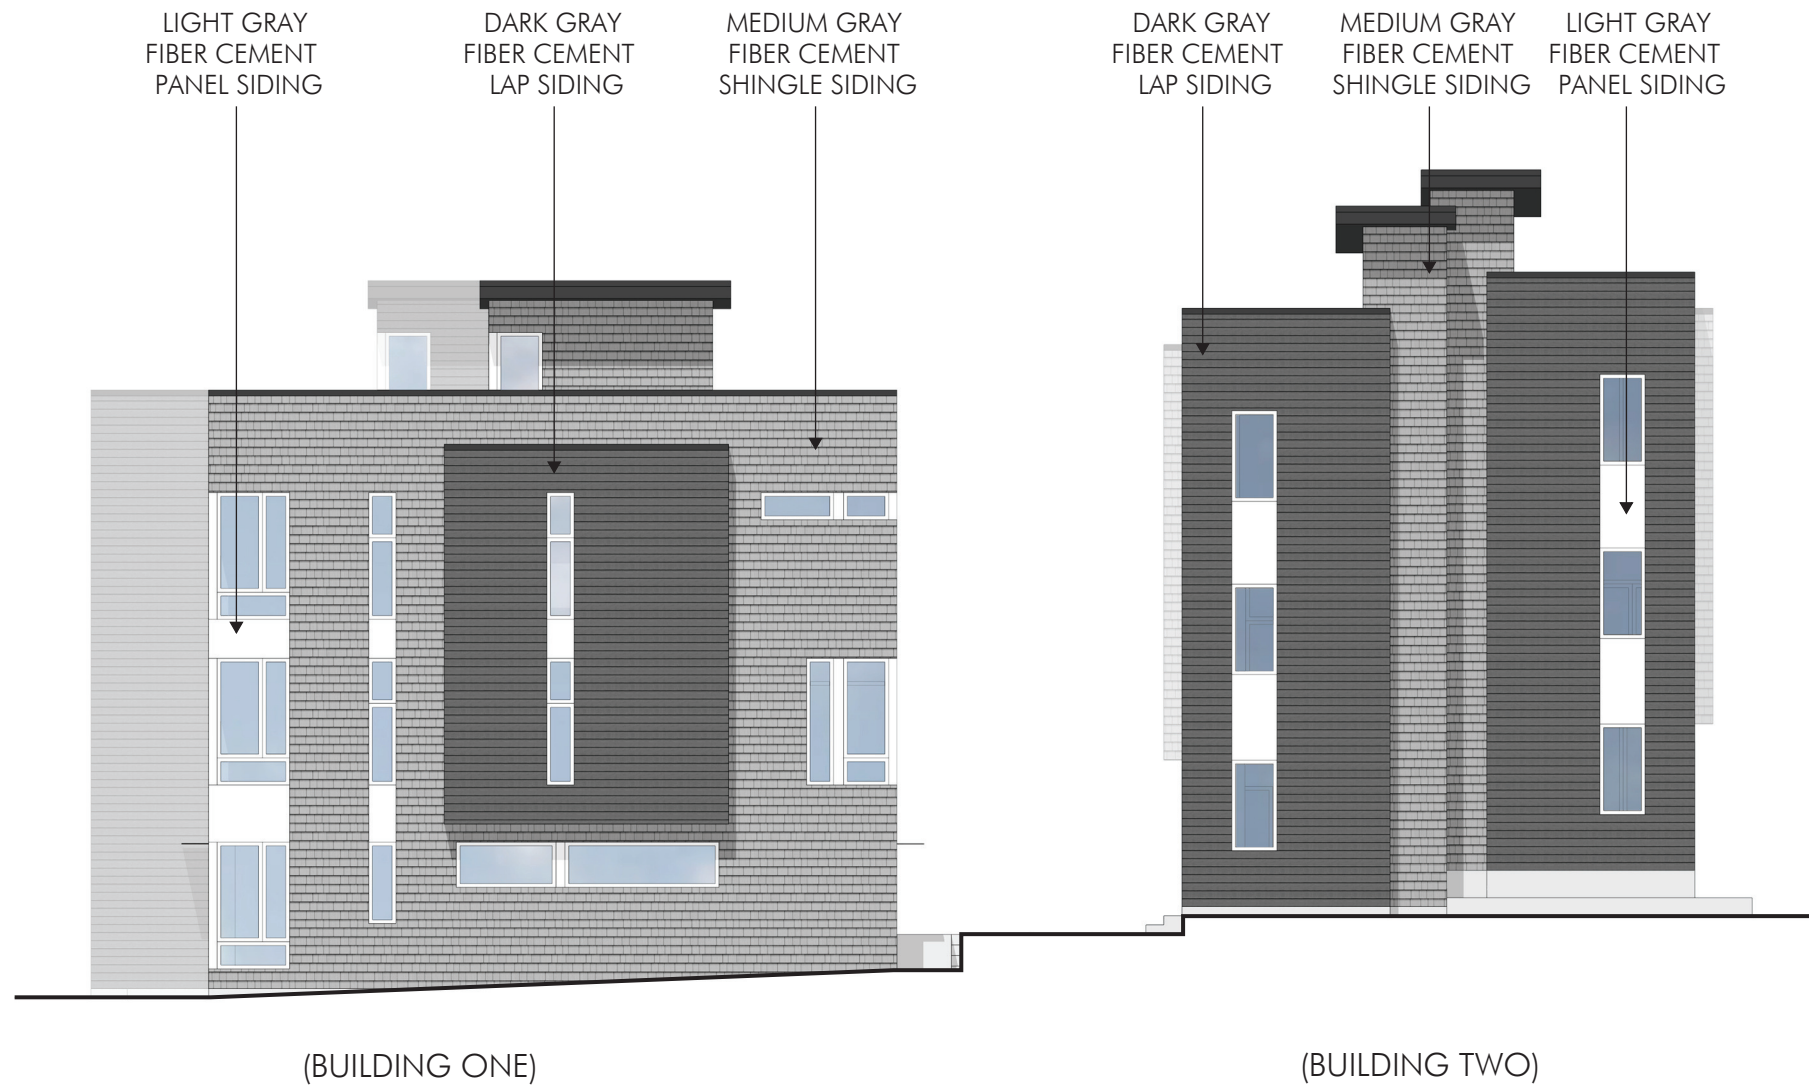 LIGHT GRAY
FIBER CEMENT
PANEL SIDING
DARK GRAY
FIBER CEMENT
LAP SIDING
MEDIUM GRAY
FIBER CEMENT
SHINGLE SIDING
DARK GRAY
FIBER CEMENT
LAP SIDING
MEDIUM GRAY
FIBER CEMENT
SHINGLE SIDING
LIGHT GRAY
FIBER CEMENT
PANEL SIDING
(BUILDING ONE)
(BUILDING TWO)